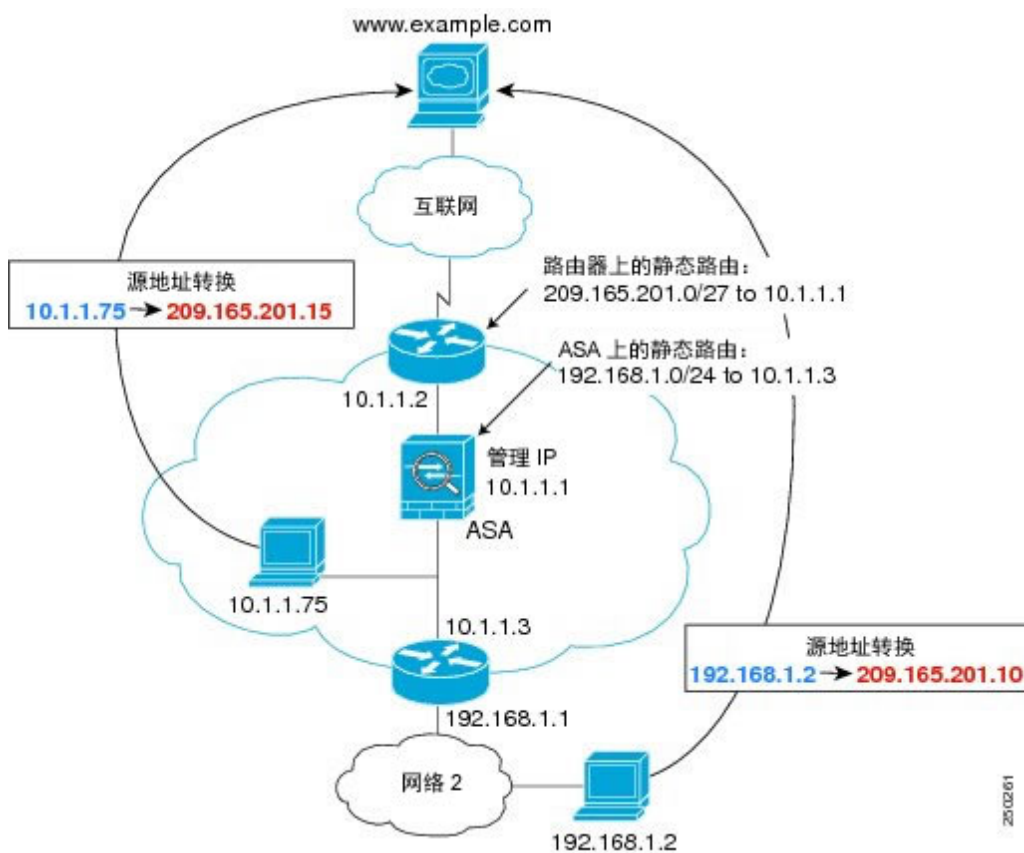 www.example.com
互联网
源地址转换
10.1.1.75 → 209.165.201.15
路由器上的静态路由：
209.165.201.0/27 to 10.1.1.1
ASA 上的静态路由：
192.168.1.0/24 to 10.1.1.3
10.1.1.2
管理 IP
10.1.1.1
ASA
10.1.1.75
10.1.1.3
源地址转换
192.168.1.2 → 209.165.201.10
192.168.1.1
网络 2
192.168.1.2
250261